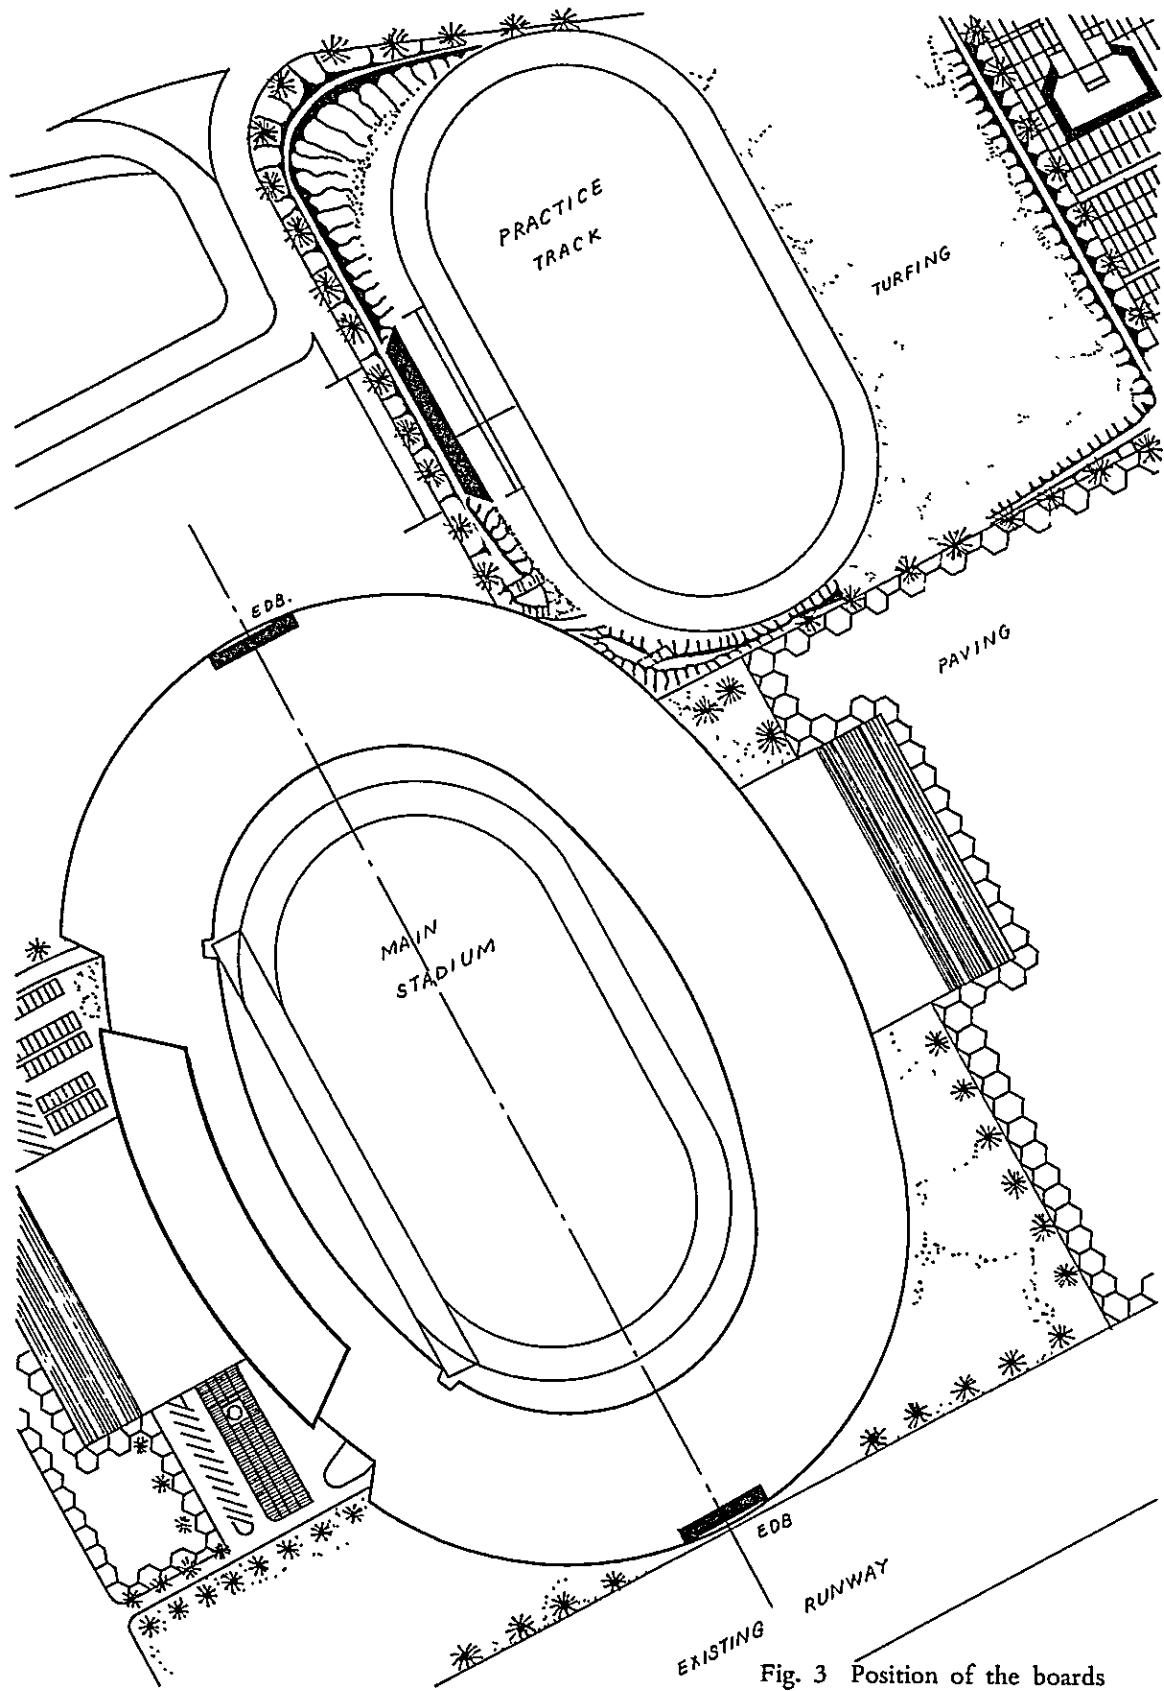 PRACTICE
TRACK
TURFING
EDB.
PAVING
MAIN
STADIUM
EDB
EXISTING RUNWAY
Fig. 3 Position of the boards